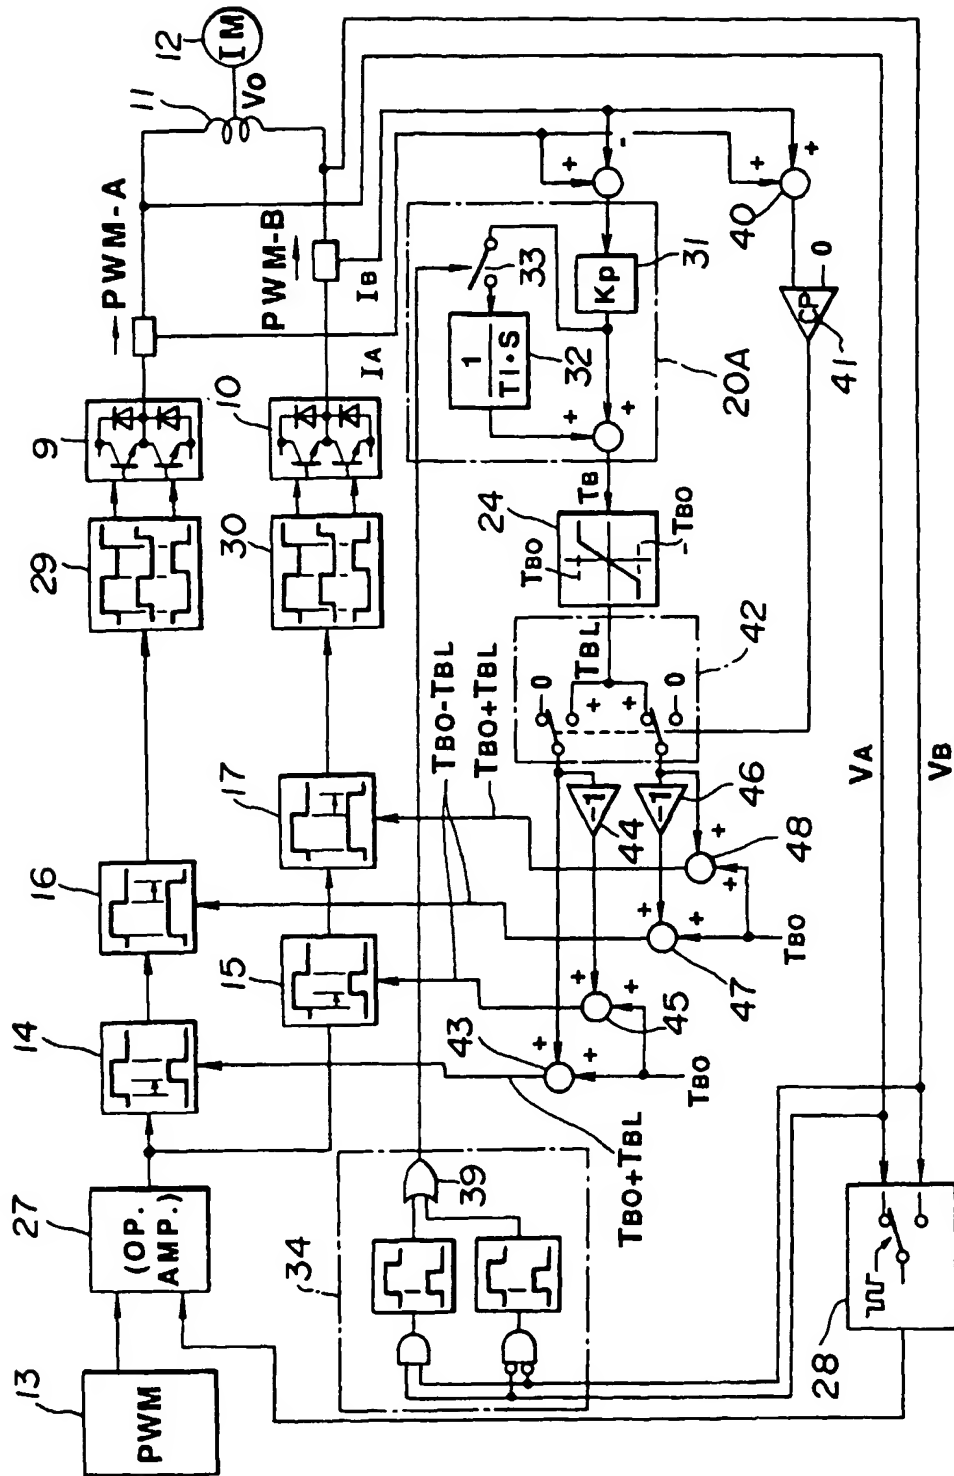 13
PWM
27
(OP.
AMP.)
14
16
29
9
PWM-A
11
Vo
12
IM
15
17
30
10
PWM-B
IB
IA
34
39
TBO-TBL
TBO+TBL
33
1
TI·S
32
31
KP
+
-
+
+
20A
+
+
40
CP
0
41
24
TB
TBO
-TBO
42
TBL
0
+
+
0
-1
44
-1
46
43
+
+
45
+
+
47
+
+
48
+
+
TBO
TBO
TBO+TBL
VA
VB
28